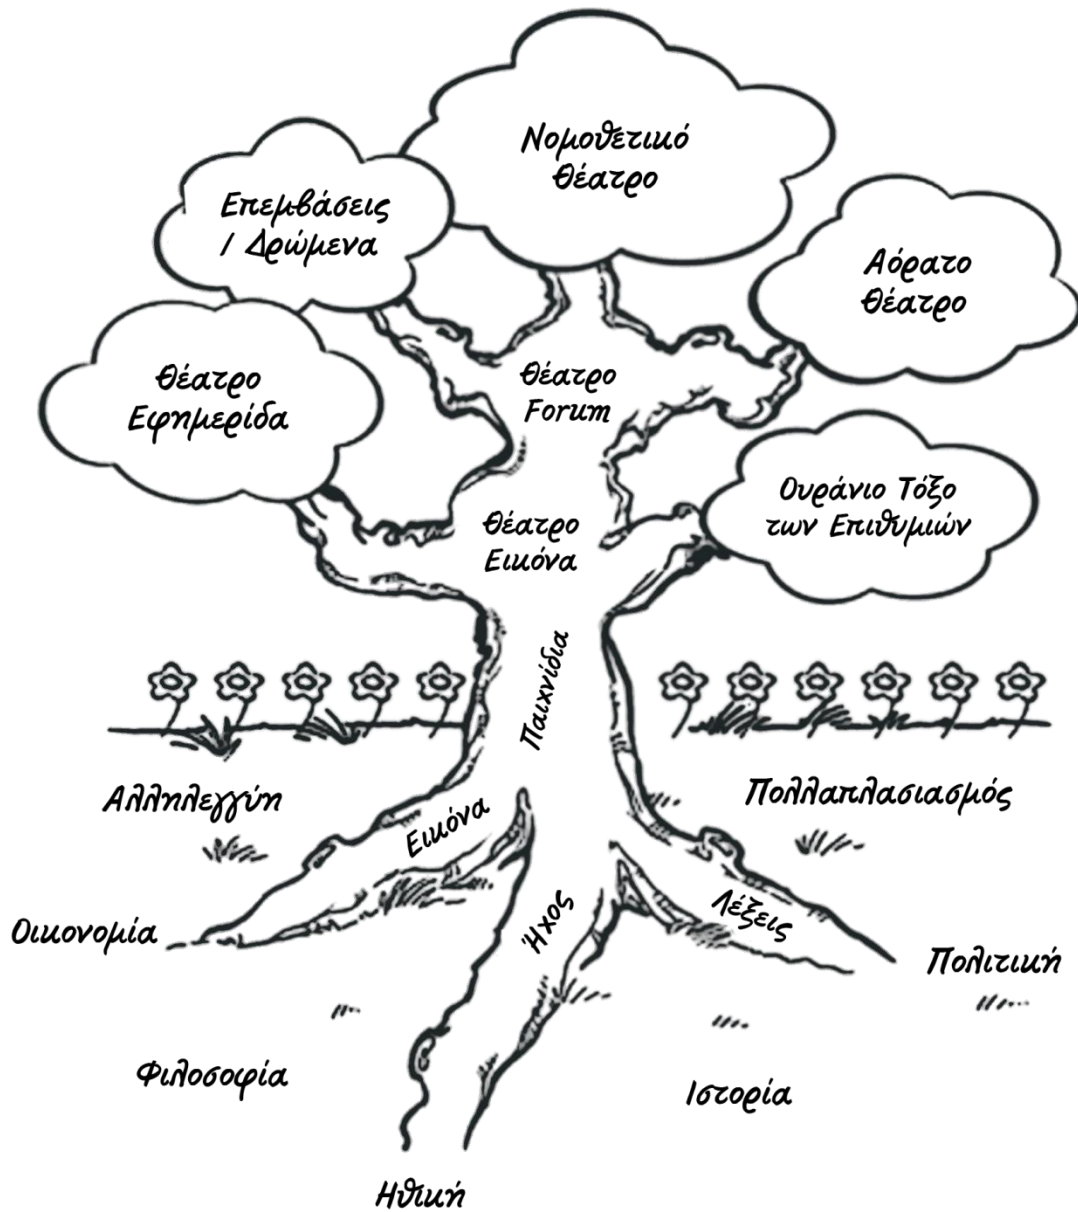 Νομοθετικό
Θέατρο
Επεμβάσεις
/ Δρώμενα
Αόρατο
Θέατρο
Θέατρο
Εφημερίδα
Θέατρο
Forum
Ουράνιο Τόξο
των Επιθυμιών
Θέατρο
Εικόνα
Παιχνίδια
Αλληλεγγύη
Πολλαπλασιασμός
Εικόνα
Ήχος
Λέξεις
Οικονομία
Πολιτική
Φιλοσοφία
Ιστορία
Ηθική